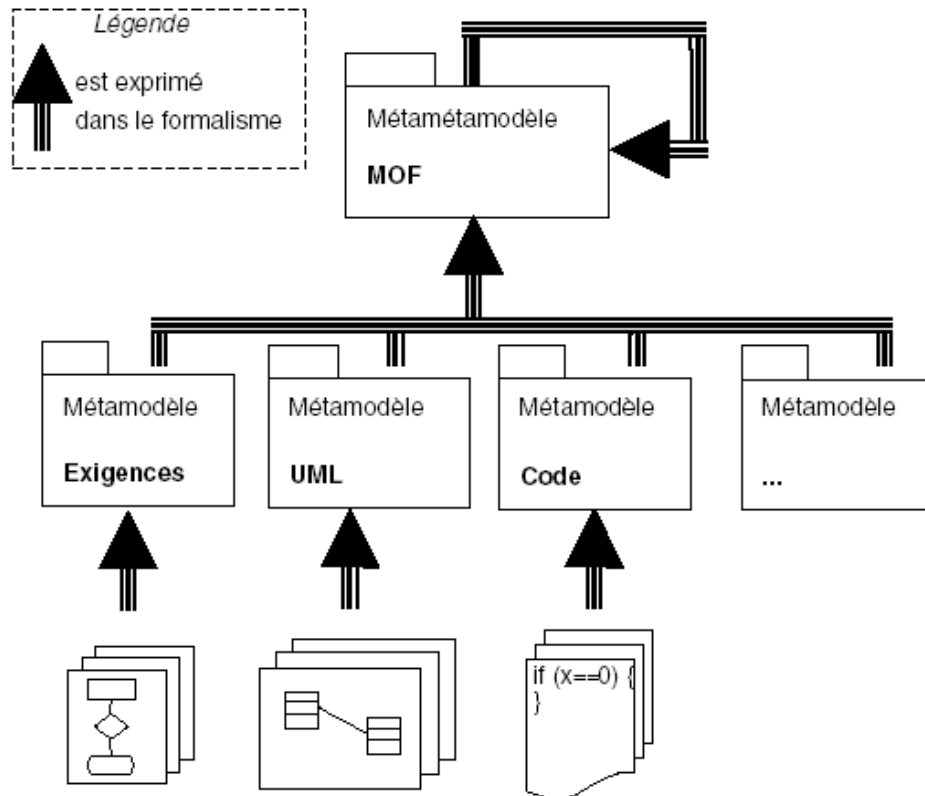 Légende
est exprimé
dans le formalisme
Métamétamodèle
MOF
Métamodèle
Exigences
Métamodèle
UML
Métamodèle
Code
Métamodèle
...
if (x==0) {
}